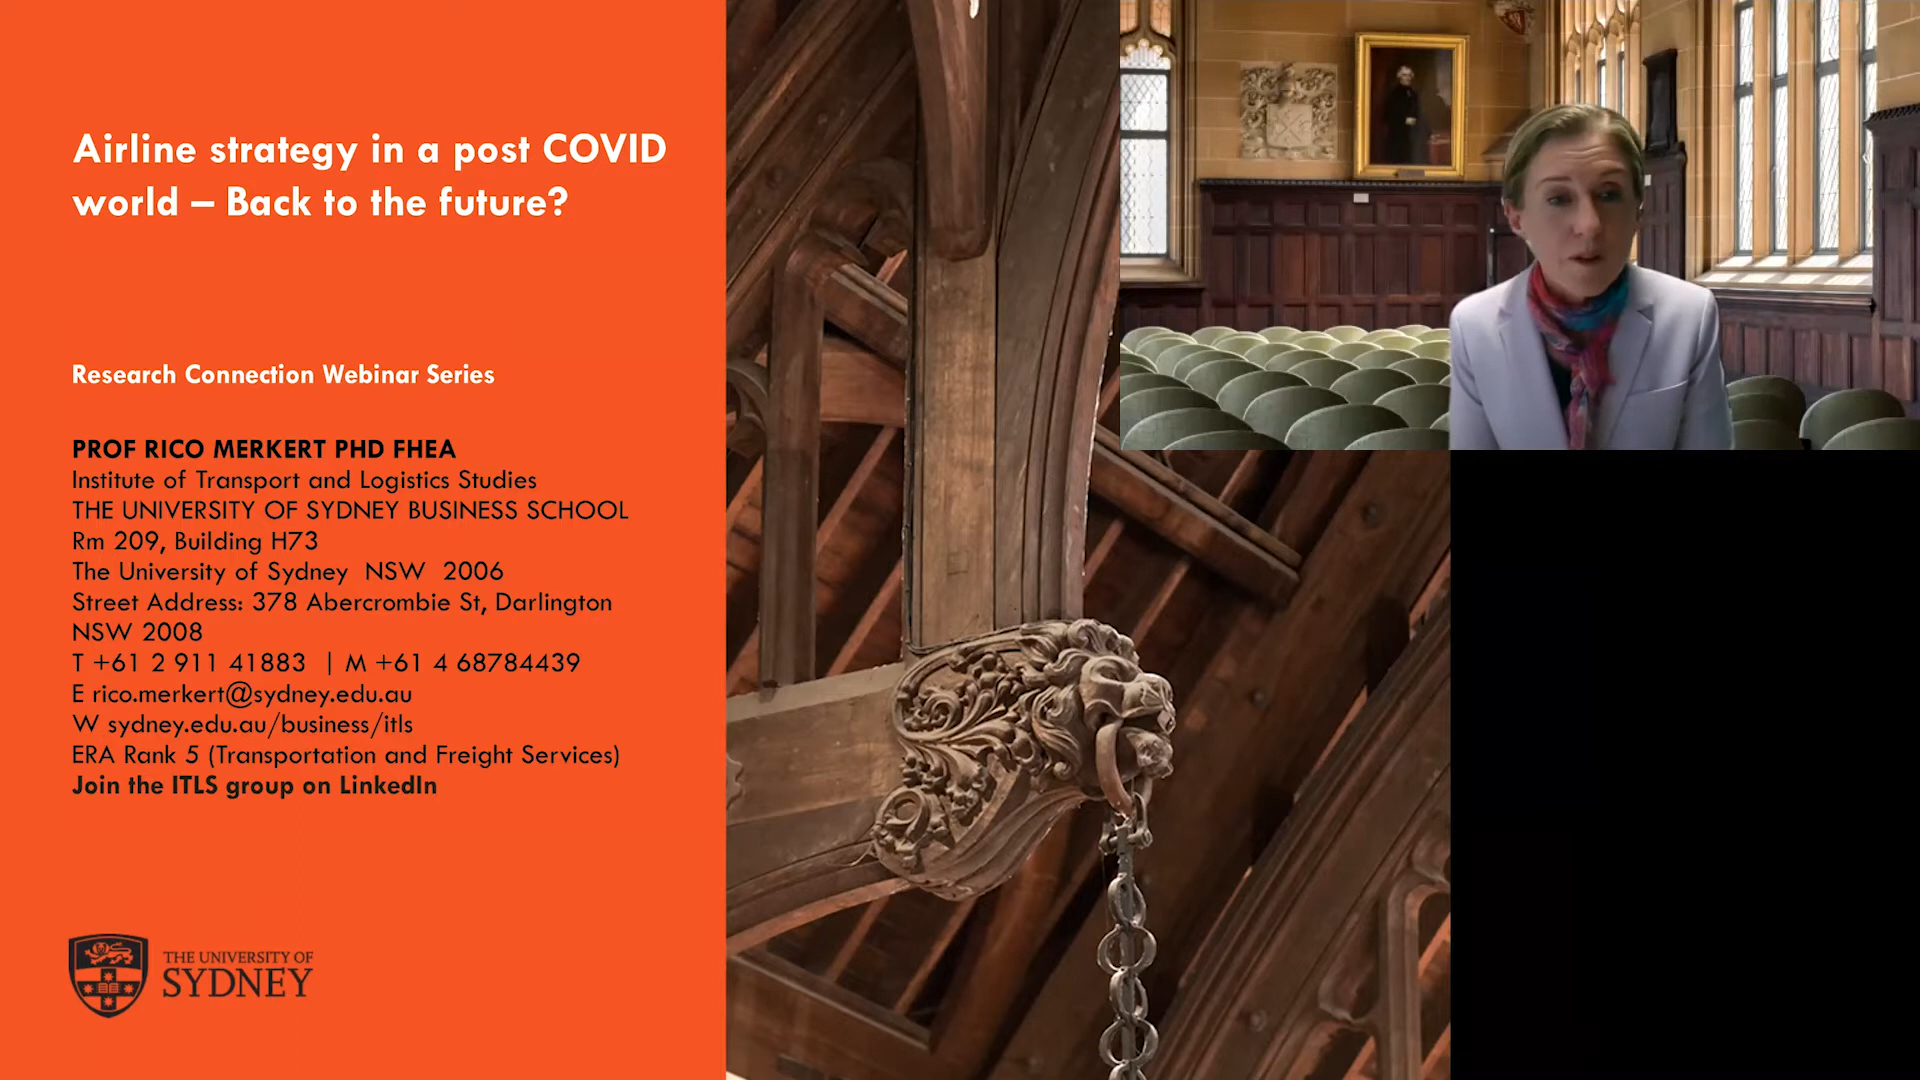 Airline strategy in a post COVID
world – Back to the future?
Research Connection Webinar Series
PROF RICO MERKERT PHD FHEA
Institute of Transport and Logistics Studies
THE UNIVERSITY OF SYDNEY BUSINESS SCHOOL
Rm 209, Building H73
The University of Sydney NSW 2006
Street Address: 378 Abercrombie St, Darlington
NSW 2008
T +61 2 911 41883 | M +61 4 68784439
E rico.merkert@sydney.edu.au
W sydney.edu.au/business/itls
ERA Rank 5 (Transportation and Freight Services)
Join the ITLS group on LinkedIn
THE UNIVERSITY OF
SYDNEY